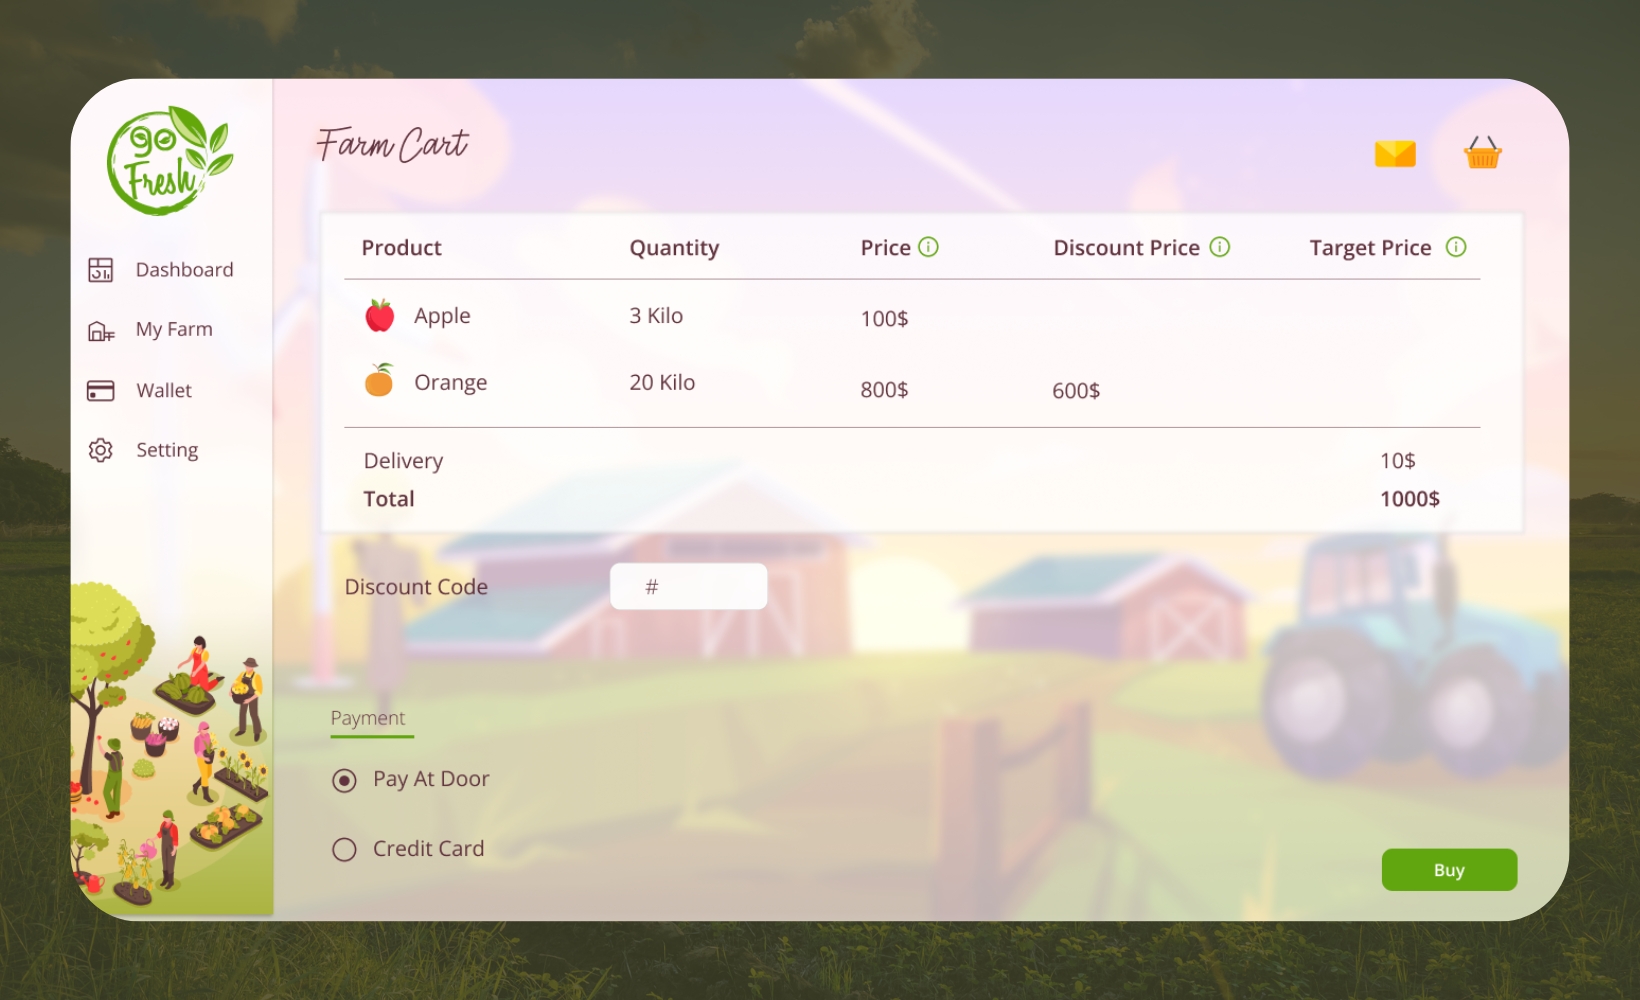 go
Fresh
Dashboard
My Farm
Wallet
Setting
Farm Cart
Product Quantity Price Discount Price Target Price
Apple 3 Kilo 100$
Orange 20 Kilo 800$ 600$
Delivery 10$
Total 1000$
Discount Code #
Payment
Pay At Door
Credit Card
Buy